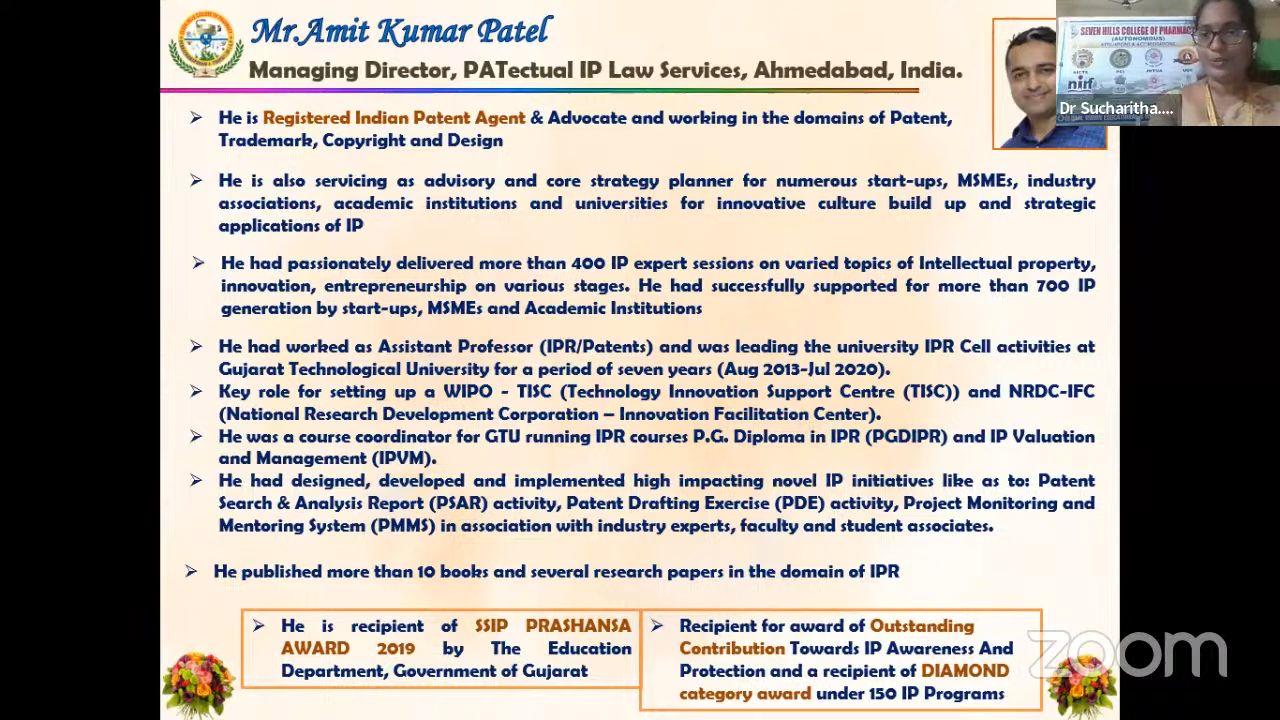 Mr.Amit Kumar Patel
Managing Director, PATectual IP Law Services, Ahmedabad, India.
➢ He is Registered Indian Patent Agent & Advocate and working in the domains of Patent,
Trademark, Copyright and Design
➢ He is also servicing as advisory and core strategy planner for numerous start-ups, MSMEs, industry
associations, academic institutions and universities for innovative culture build up and strategic
applications of IP
➢ He had passionately delivered more than 400 IP expert sessions on varied topics of Intellectual property,
innovation, entrepreneurship on various stages. He had successfully supported for more than 700 IP
generation by start-ups, MSMEs and Academic Institutions
➢ He had worked as Assistant Professor (IPR/Patents) and was leading the university IPR Cell activities at
Gujarat Technological University for a period of seven years (Aug 2013-Jul 2020).
➢ Key role for setting up a WIPO - TISC (Technology Innovation Support Centre (TISC)) and NRDC-IFC
(National Research Development Corporation – Innovation Facilitation Center).
➢ He was a course coordinator for GTU running IPR courses P.G. Diploma in IPR (PGDIPR) and IP Valuation
and Management (IPVM).
➢ He had designed, developed and implemented high impacting novel IP initiatives like as to: Patent
Search & Analysis Report (PSAR) activity, Patent Drafting Exercise (PDE) activity, Project Monitoring and
Mentoring System (PMMS) in association with industry experts, faculty and student associates.
➢ He published more than 10 books and several research papers in the domain of IPR
➢ He is recipient of SSIP PRASHANSA
AWARD 2019 by The Education
Department, Government of Gujarat
➢ Recipient for award of Outstanding
Contribution Towards IP Awareness And
Protection and a recipient of DIAMOND
category award under 150 IP Programs
SEVEN HILLS COLLEGE OF PHARMA
(AUTONOMOUS)
nirf
Dr Sucharitha....
zoom